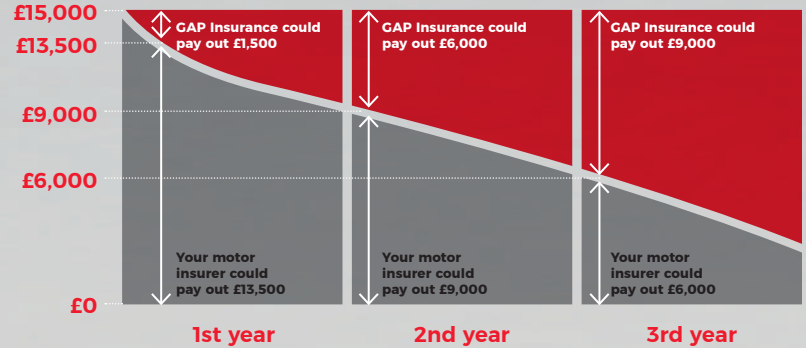 £15,000
£13,500
£9,000
£6,000
£0
GAP Insurance could
pay out £1,500
Your motor
insurer could
pay out £13,500
1st year
GAP Insurance could
pay out £6,000
Your motor
insurer could
pay out £9,000
2nd year
GAP Insurance could
pay out £9,000
Your motor
insurer could
pay out £6,000
3rd year